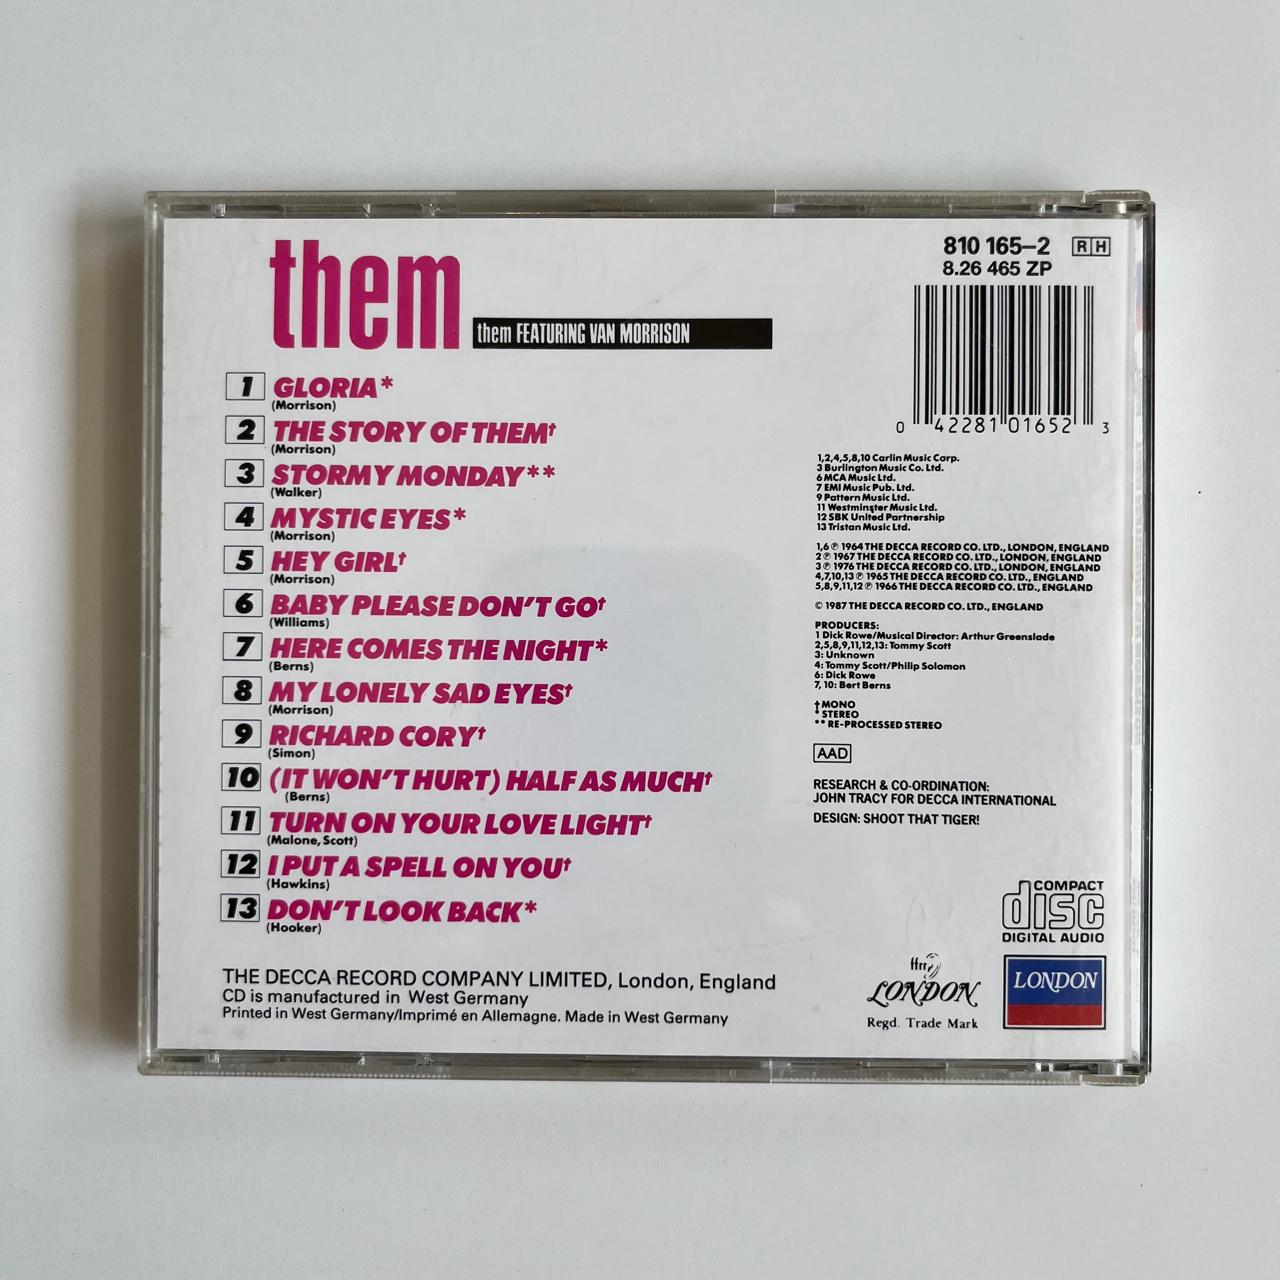 them
them FEATURING VAN MORRISON
1 GLORIA*
(Morrison)
2 THE STORY OF THEM†
(Morrison)
3 STORMY MONDAY**
(Walker)
4 MYSTIC EYES*
(Morrison)
5 HEY GIRL†
(Morrison)
6 BABY PLEASE DON'T GO†
(Williams)
7 HERE COMES THE NIGHT*
(Berns)
8 MY LONELY SAD EYES†
(Morrison)
9 RICHARD CORY†
(Simon)
10 (IT WON'T HURT) HALF AS MUCH†
(Berns)
11 TURN ON YOUR LOVE LIGHT†
(Malone, Scott)
12 I PUT A SPELL ON YOU†
(Hawkins)
13 DON'T LOOK BACK*
(Hooker)
THE DECCA RECORD COMPANY LIMITED, London, England
CD is manufactured in West Germany
Printed in West Germany/Imprimé en Allemagne. Made in West Germany
810 165–2 RH
8.26 465 ZP
0 42281 01652 3
1,2,4,5,8,10 Carlin Music Corp.
3 Burlington Music Co. Ltd.
6 MCA Music Ltd.
7 EMI Music Pub. Ltd.
9 Pattern Music Ltd.
11 Westminster Music Ltd.
12 SBK United Partnership
13 Tristan Music Ltd.
1,6 ℗ 1964 THE DECCA RECORD CO. LTD., LONDON, ENGLAND
2 ℗ 1967 THE DECCA RECORD CO. LTD., LONDON, ENGLAND
3 ℗ 1976 THE DECCA RECORD CO. LTD., LONDON, ENGLAND
4,7,10,13 ℗ 1965 THE DECCA RECORD CO. LTD., ENGLAND
5,8,9,11,12 ℗ 1966 THE DECCA RECORD CO. LTD., ENGLAND
© 1987 THE DECCA RECORD CO. LTD., ENGLAND
PRODUCERS:
1 Dick Rowe/Musical Director: Arthur Greenslade
2,5,8,9,11,12,13: Tommy Scott
3: Unknown
4: Tommy Scott/Philip Solomon
6: Dick Rowe
7, 10: Bert Berns
† MONO
* STEREO
** RE-PROCESSED STEREO
AAD
RESEARCH & CO-ORDINATION:
JOHN TRACY FOR DECCA INTERNATIONAL
DESIGN: SHOOT THAT TIGER!
COMPACT
disc
DIGITAL AUDIO
ffrr
LONDON
Regd. Trade Mark
LONDON